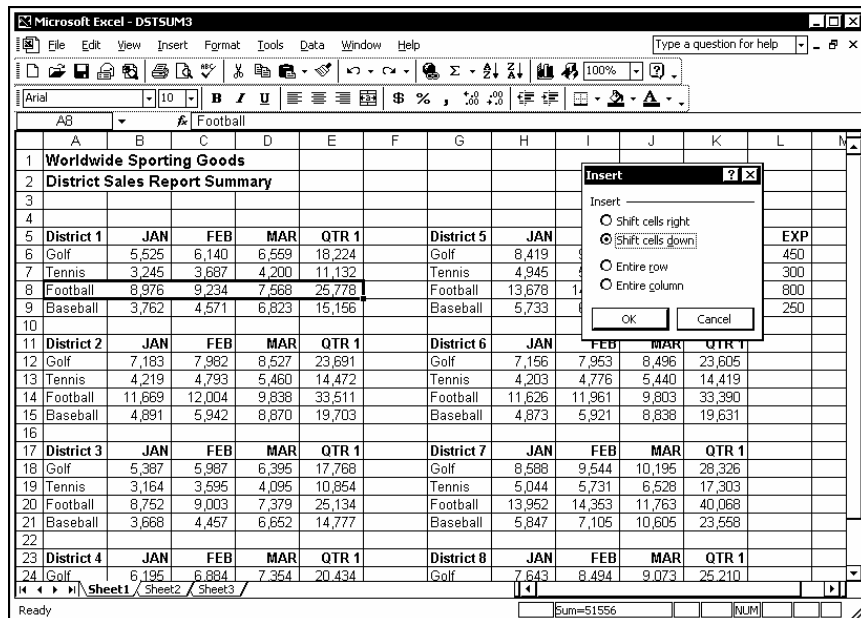 Microsoft Excel - DSTSUM3
File Edit View Insert Format Tools Data Window Help Type a question for help
100%
Arial 10 B I U $ % ,
A8 fx Football
A B C D E F G H I J K L M
1 Worldwide Sporting Goods
2 District Sales Report Summary
3
4
5 District 1 JAN FEB MAR QTR 1 District 5 JAN EXP
6 Golf 5,525 6,140 6,559 18,224 Golf 8,419 450
7 Tennis 3,245 3,687 4,200 11,132 Tennis 4,945 300
8 Football 8,976 9,234 7,568 25,778 Football 13,678 800
9 Baseball 3,762 4,571 6,823 15,156 Baseball 5,733 250
10
11 District 2 JAN FEB MAR QTR 1 District 6 JAN FEB MAR QTR 1
12 Golf 7,183 7,982 8,527 23,691 Golf 7,156 7,953 8,496 23,605
13 Tennis 4,219 4,793 5,460 14,472 Tennis 4,203 4,776 5,440 14,419
14 Football 11,669 12,004 9,838 33,511 Football 11,626 11,961 9,803 33,390
15 Baseball 4,891 5,942 8,870 19,703 Baseball 4,873 5,921 8,838 19,631
16
17 District 3 JAN FEB MAR QTR 1 District 7 JAN FEB MAR QTR 1
18 Golf 5,387 5,987 6,395 17,768 Golf 8,588 9,544 10,195 28,326
19 Tennis 3,164 3,595 4,095 10,854 Tennis 5,044 5,731 6,528 17,303
20 Football 8,752 9,003 7,379 25,134 Football 13,952 14,353 11,763 40,068
21 Baseball 3,668 4,457 6,652 14,777 Baseball 5,847 7,105 10,605 23,558
22
23 District 4 JAN FEB MAR QTR 1 District 8 JAN FEB MAR QTR 1
24 Golf 6,195 6,884 7,354 20,434 Golf 7,643 8,494 9,073 25,210
Insert
Insert
Shift cells right
Shift cells down
Entire row
Entire column
OK Cancel
Sheet1 Sheet2 Sheet3
Ready Sum=51556 NUM